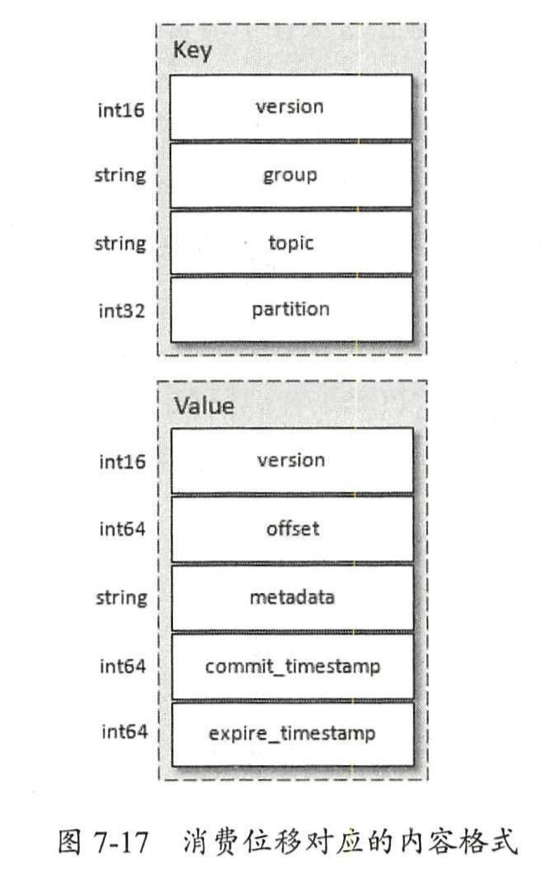 Key
int16 version
string group
string topic
int32 partition
Value
int16 version
int64 offset
string metadata
int64 commit_timestamp
int64 expire_timestamp
图 7-17 消费位移对应的内容格式